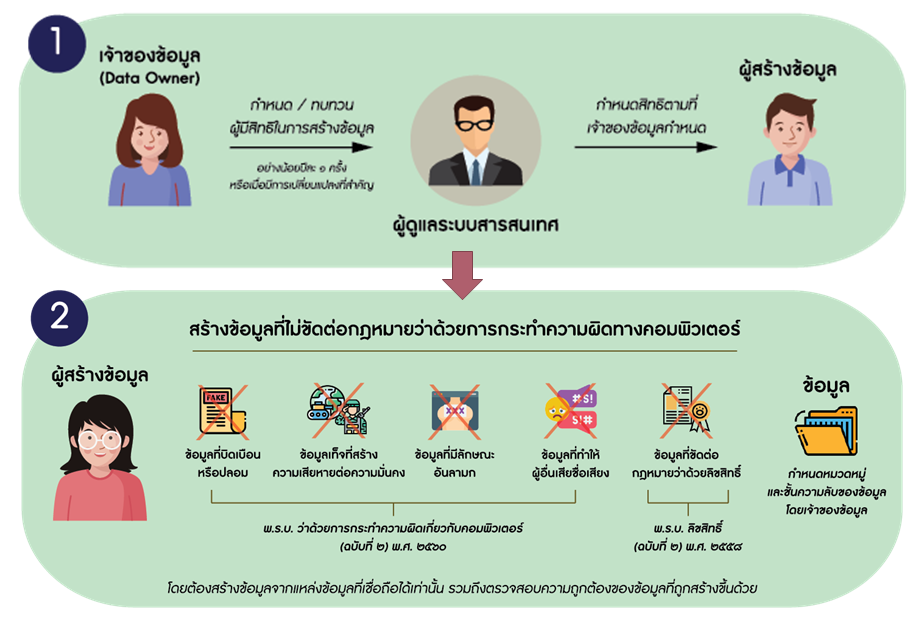 1
เจ้าของข้อมูล
(Data Owner)
กำหนด / ทบทวน
ผู้มีสิทธิในการสร้างข้อมูล
อย่างน้อยปีละ ๑ ครั้ง
หรือเมื่อมีการเปลี่ยนแปลงที่สำคัญ
ผู้ดูแลระบบสารสนเทศ
กำหนดสิทธิตามที่
เจ้าของข้อมูลกำหนด
ผู้สร้างข้อมูล
2
สร้างข้อมูลที่ไม่ขัดต่อกฎหมายว่าด้วยการกระทำความผิดทางคอมพิวเตอร์
ผู้สร้างข้อมูล
FAKE
ข้อมูลที่บิดเบือน
หรือปลอม
ข้อมูลเท็จที่สร้าง
ความเสียหายต่อความมั่นคง
XXX
ข้อมูลที่มีลักษณะ
อันลามก
#S!
S!#
ข้อมูลที่ทำให้
ผู้อื่นเสียชื่อเสียง
ข้อมูลที่ขัดต่อ
กฎหมายว่าด้วยลิขสิทธิ์
พ.ร.บ. ว่าด้วยการกระทำความผิดเกี่ยวกับคอมพิวเตอร์
(ฉบับที่ ๒) พ.ศ. ๒๕๖๐
พ.ร.บ. ลิขสิทธิ์
(ฉบับที่ ๒) พ.ศ. ๒๕๕๘
ข้อมูล
กำหนดหมวดหมู่
และชั้นความลับของข้อมูล
โดยเจ้าของข้อมูล
โดยต้องสร้างข้อมูลจากแหล่งข้อมูลที่เชื่อถือได้เท่านั้น รวมถึงตรวจสอบความถูกต้องของข้อมูลที่ถูกสร้างขึ้นด้วย